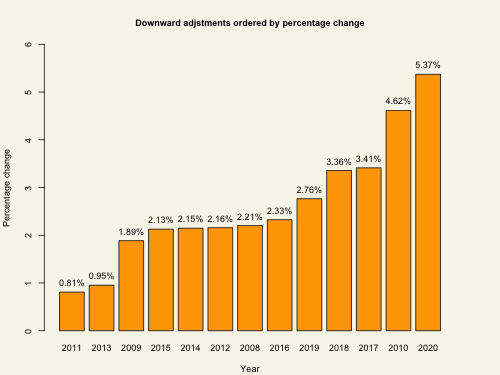 Downward adjstments ordered by percentage change
Percentage change
6
5
4
3
2
1
0
0.81% 0.95% 1.89% 2.13% 2.15% 2.16% 2.21% 2.33% 2.76% 3.36% 3.41% 4.62% 5.37%
2011 2013 2009 2015 2014 2012 2008 2016 2019 2018 2017 2010 2020
Year